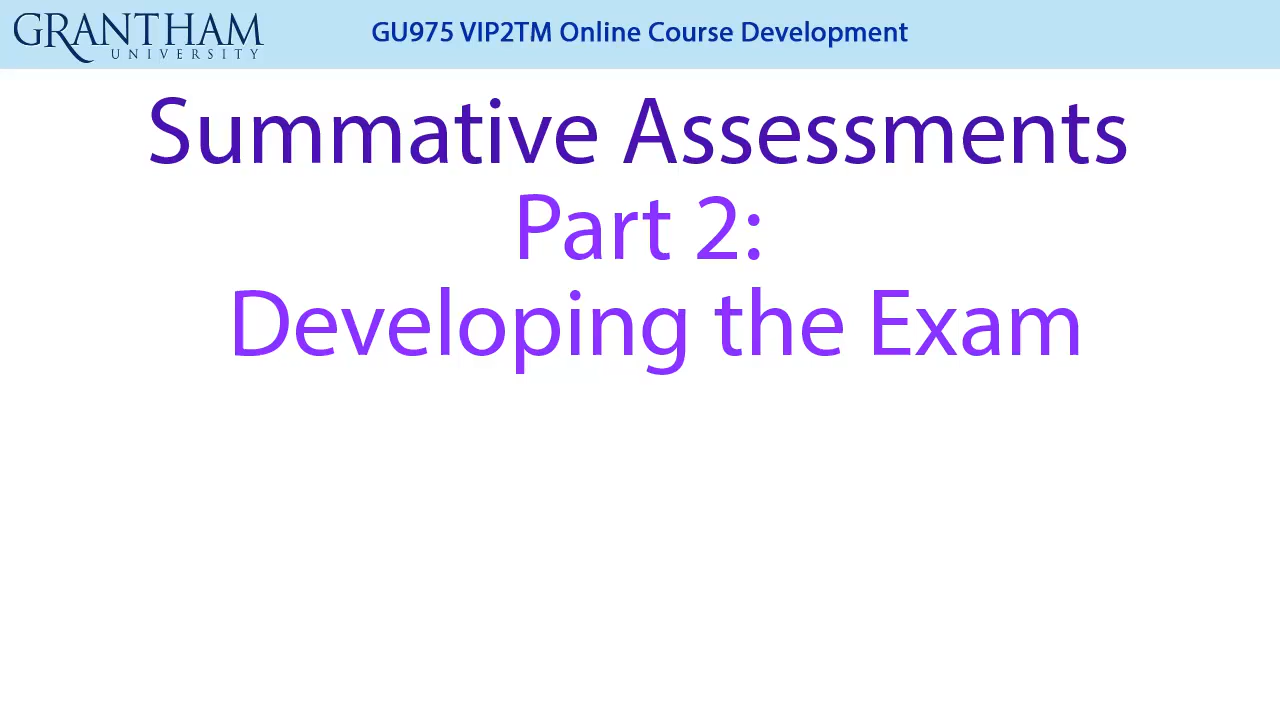 GRANTHAM
UNIVERSITY
GU975 VIP2TM Online Course Development
Summative Assessments
Part 2:
Developing the Exam